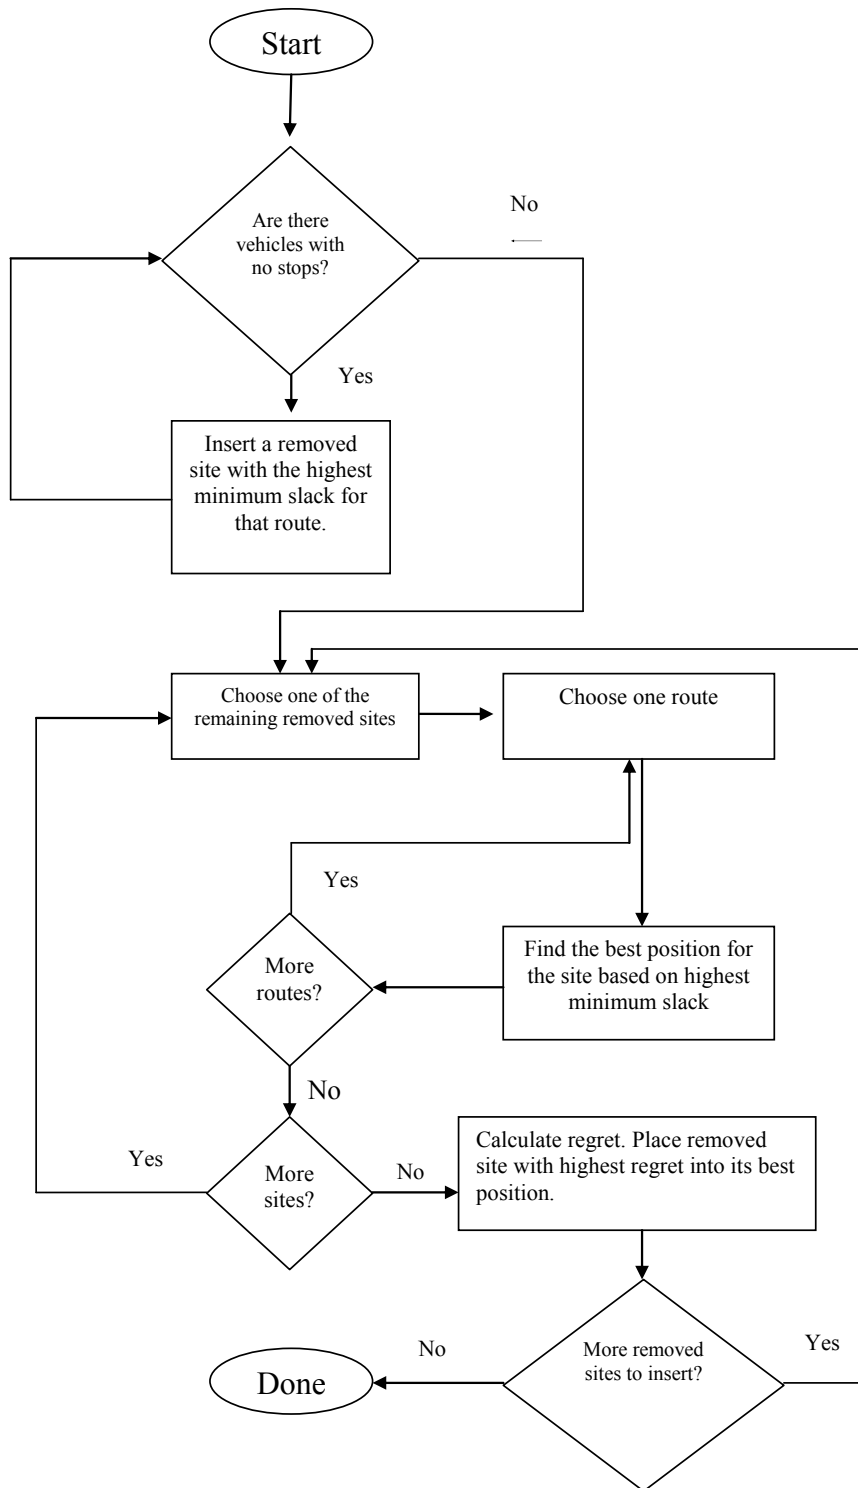 Start
Are there
vehicles with
no stops?
No
Yes
Insert a removed
site with the highest
minimum slack for
that route.
Choose one of the
remaining removed sites
Choose one route
Yes
More
routes?
Find the best position for
the site based on highest
minimum slack
No
Yes
More
sites?
No
Calculate regret. Place removed
site with highest regret into its best
position.
No
More removed
sites to insert?
Yes
Done